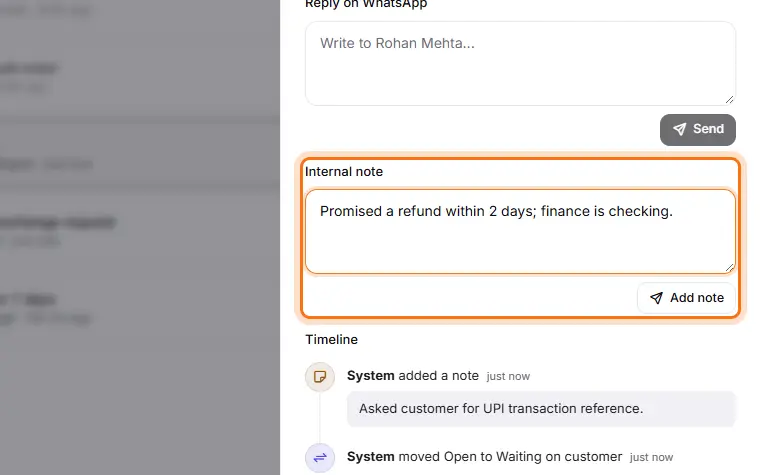 Reply on WhatsApp
Write to Rohan Mehta...
Send
Internal note
Promised a refund within 2 days; finance is checking.
Add note
Timeline
System added a note just now
Asked customer for UPI transaction reference.
System moved Open to Waiting on customer just now